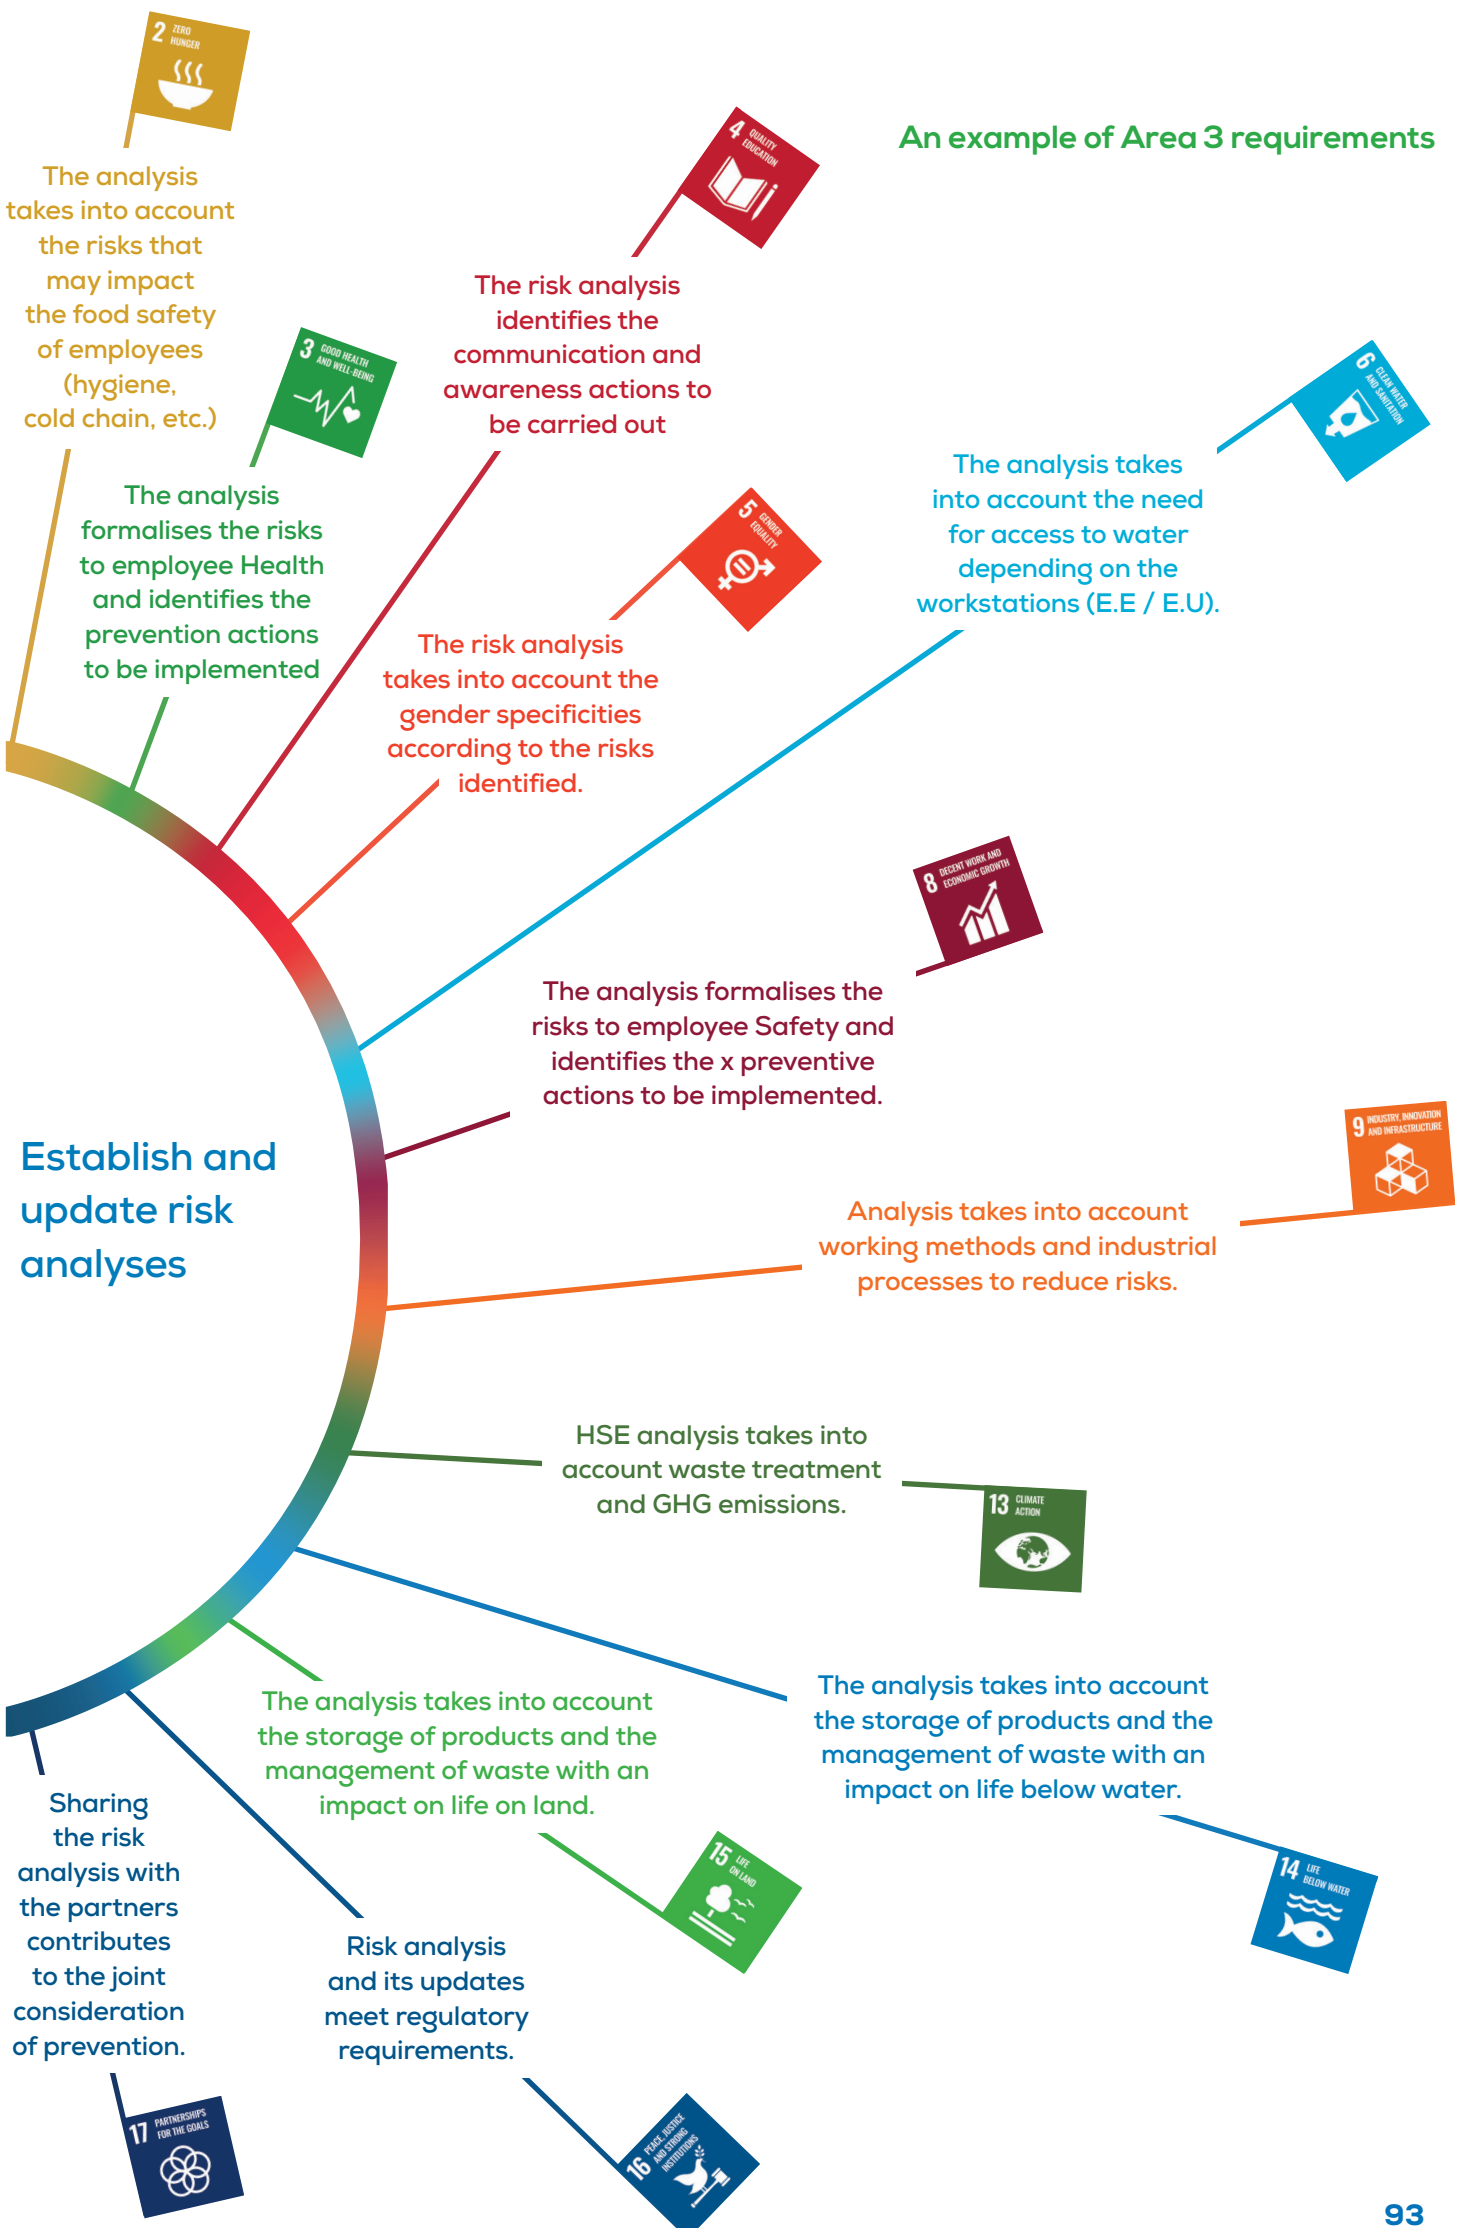 2 ZERO
HUNGER
The analysis
takes into account
the risks that
may impact
the food safety
of employees
(hygiene,
cold chain, etc.)
3 GOOD HEALTH
AND WELL-BEING
The analysis
formalises the risks
to employee Health
and identifies the
prevention actions
to be implemented
4 QUALITY
EDUCATION
The risk analysis
identifies the
communication and
awareness actions to
be carried out
An example of Area 3 requirements
5 GENDER
EQUALITY
The risk analysis
takes into account the
gender specificities
according to the risks
identified.
6 CLEAN WATER
AND SANITATION
The analysis takes
into account the need
for access to water
depending on the
workstations (E.E / E.U).
8 DECENT WORK AND
ECONOMIC GROWTH
The analysis formalises the
risks to employee Safety and
identifies the x preventive
actions to be implemented.
Establish and
update risk
analyses
9 INDUSTRY, INNOVATION
AND INFRASTRUCTURE
Analysis takes into account
working methods and industrial
processes to reduce risks.
HSE analysis takes into
account waste treatment
and GHG emissions.
13 CLIMATE
ACTION
The analysis takes into account
the storage of products and the
management of waste with an
impact on life below water.
14 LIFE
BELOW WATER
The analysis takes into account
the storage of products and the
management of waste with an
impact on life on land.
15 LIFE
ON LAND
Risk analysis
and its updates
meet regulatory
requirements.
16 PEACE, JUSTICE
AND STRONG
INSTITUTIONS
Sharing
the risk
analysis with
the partners
contributes
to the joint
consideration
of prevention.
17 PARTNERSHIPS
FOR THE GOALS
93